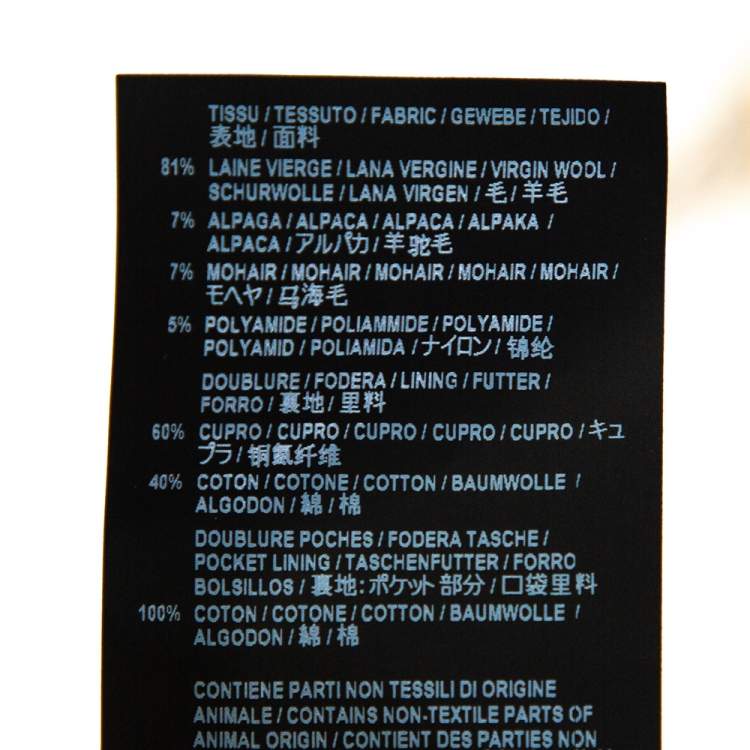 TISSU / TESSUTO / FABRIC / GEWEBE / TEJIDO /
表地 / 面料
81% LAINE VIERGE / LANA VERGINE / VIRGIN WOOL /
SCHURWOLLE / LANA VIRGEN / 毛 / 羊毛
7% ALPAGA / ALPACA / ALPACA / ALPAKA /
ALPACA / アルパカ / 羊驼毛
7% MOHAIR / MOHAIR / MOHAIR / MOHAIR / MOHAIR /
モヘヤ / 马海毛
5% POLYAMIDE / POLIAMMIDE / POLYAMIDE /
POLYAMID / POLIAMIDA / ナイロン / 锦纶
DOUBLURE / FODERA / LINING / FUTTER /
FORRO / 裏地 / 里料
60% CUPRO / CUPRO / CUPRO / CUPRO / CUPRO / キュ
プラ / 铜氨纤维
40% COTON / COTONE / COTTON / BAUMWOLLE /
ALGODON / 綿 / 棉
DOUBLURE POCHES / FODERA TASCHE /
POCKET LINING / TASCHENFUTTER / FORRO
BOLSILLOS / 裏地：ポケット部分 / 口袋里料
100% COTON / COTONE / COTTON / BAUMWOLLE /
ALGODON / 綿 / 棉
CONTIENE PARTI NON TESSILI DI ORIGINE
ANIMALE / CONTAINS NON-TEXTILE PARTS OF
ANIMAL ORIGIN / CONTIENT DES PARTIES NON